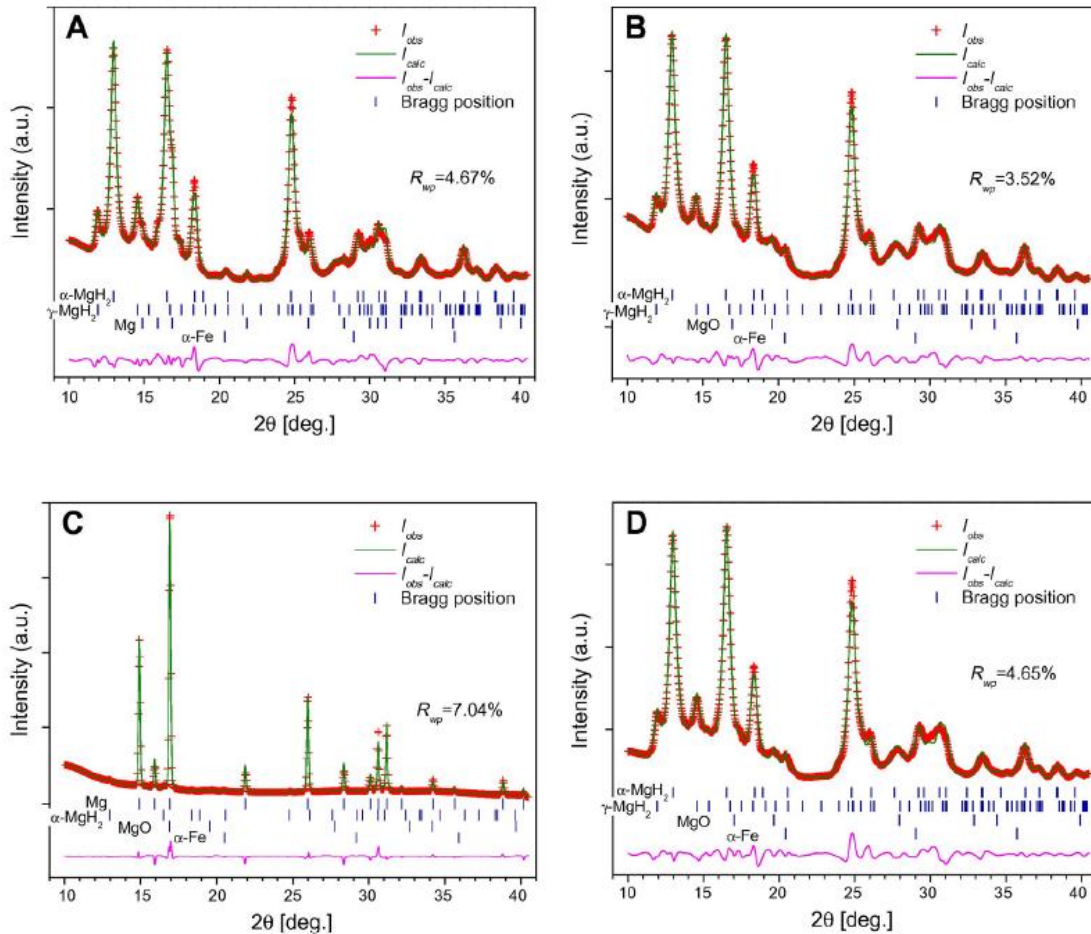 A
I_obs
I_calc
I_obs-I_calc
Bragg position
R_wp=4.67%
Intensity (a.u.)
α-MgH₂
γ-MgH₂
Mg
α-Fe
10 15 20 25 30 35 40
2θ [deg.]
B
I_obs
I_calc
I_obs-I_calc
Bragg position
R_wp=3.52%
Intensity (a.u.)
α-MgH₂
γ-MgH₂
MgO
α-Fe
10 15 20 25 30 35 40
2θ [deg.]
C
I_obs
I_calc
I_obs-I_calc
Bragg position
R_wp=7.04%
Intensity (a.u.)
Mg
α-MgH₂
MgO
α-Fe
10 15 20 25 30 35 40
2θ [deg.]
D
I_obs
I_calc
I_obs-I_calc
Bragg position
R_wp=4.65%
Intensity (a.u.)
α-MgH₂
γ-MgH₂
MgO
α-Fe
10 15 20 25 30 35 40
2θ [deg.]